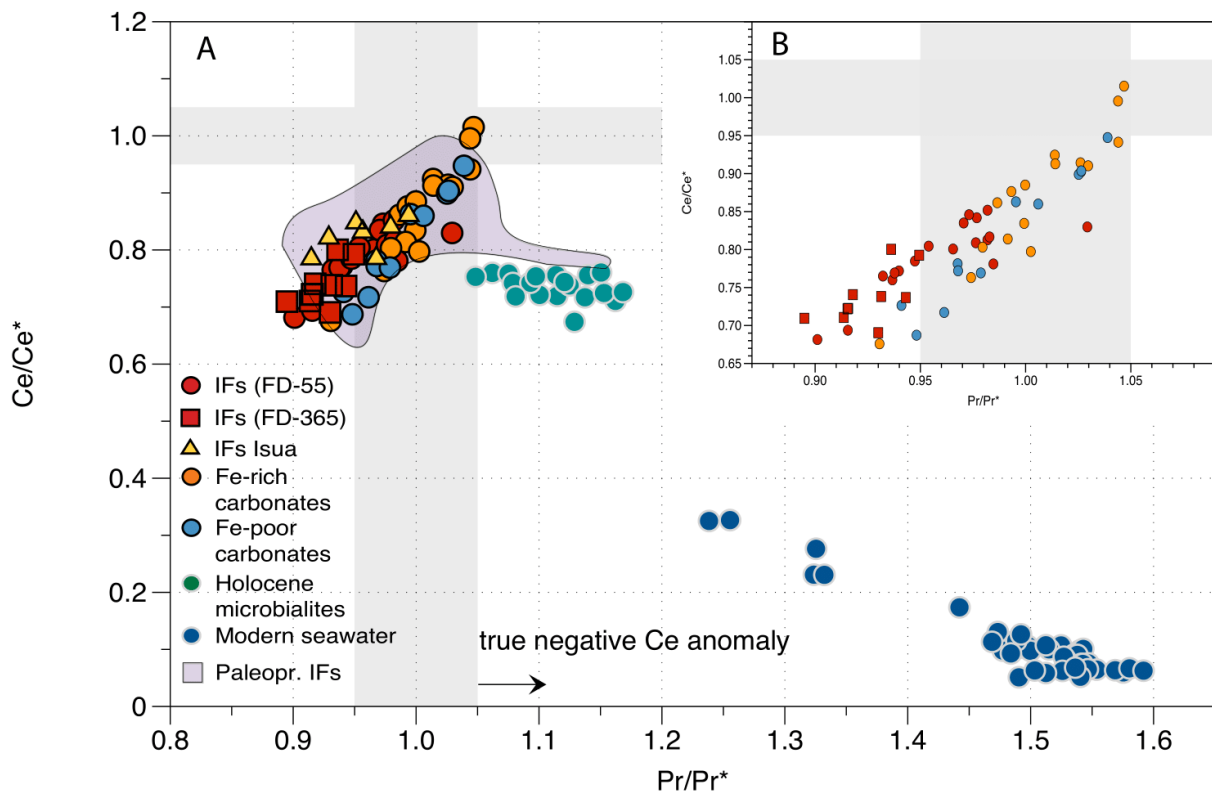 A
B
Ce/Ce*
1.2
1.0
0.8
0.6
0.4
0.2
0
0.8
0.9
1.0
1.1
1.2
1.3
1.4
1.5
1.6
Pr/Pr*
IFs (FD-55)
IFs (FD-365)
IFs Isua
Fe-rich
carbonates
Fe-poor
carbonates
Holocene
microbialites
Modern seawater
Paleopr. IFs
true negative Ce anomaly
Ce/Ce*
1.05
1.00
0.95
0.90
0.85
0.80
0.75
0.70
0.65
0.90
0.95
1.00
1.05
Pr/Pr*